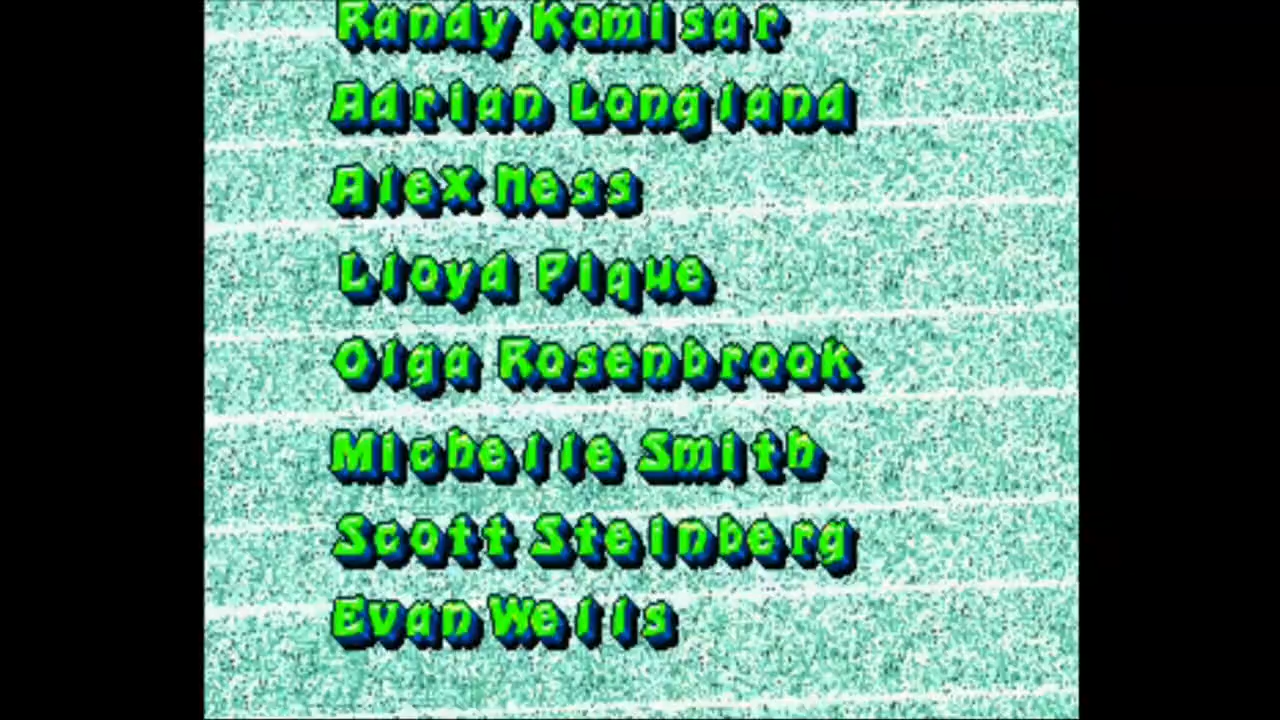 Randy Komisar
Adrian Longland
Alex Ness
Lloyd Pique
Olga Rosenbrook
Michelle Smith
Scott Steinberg
Evan Wells